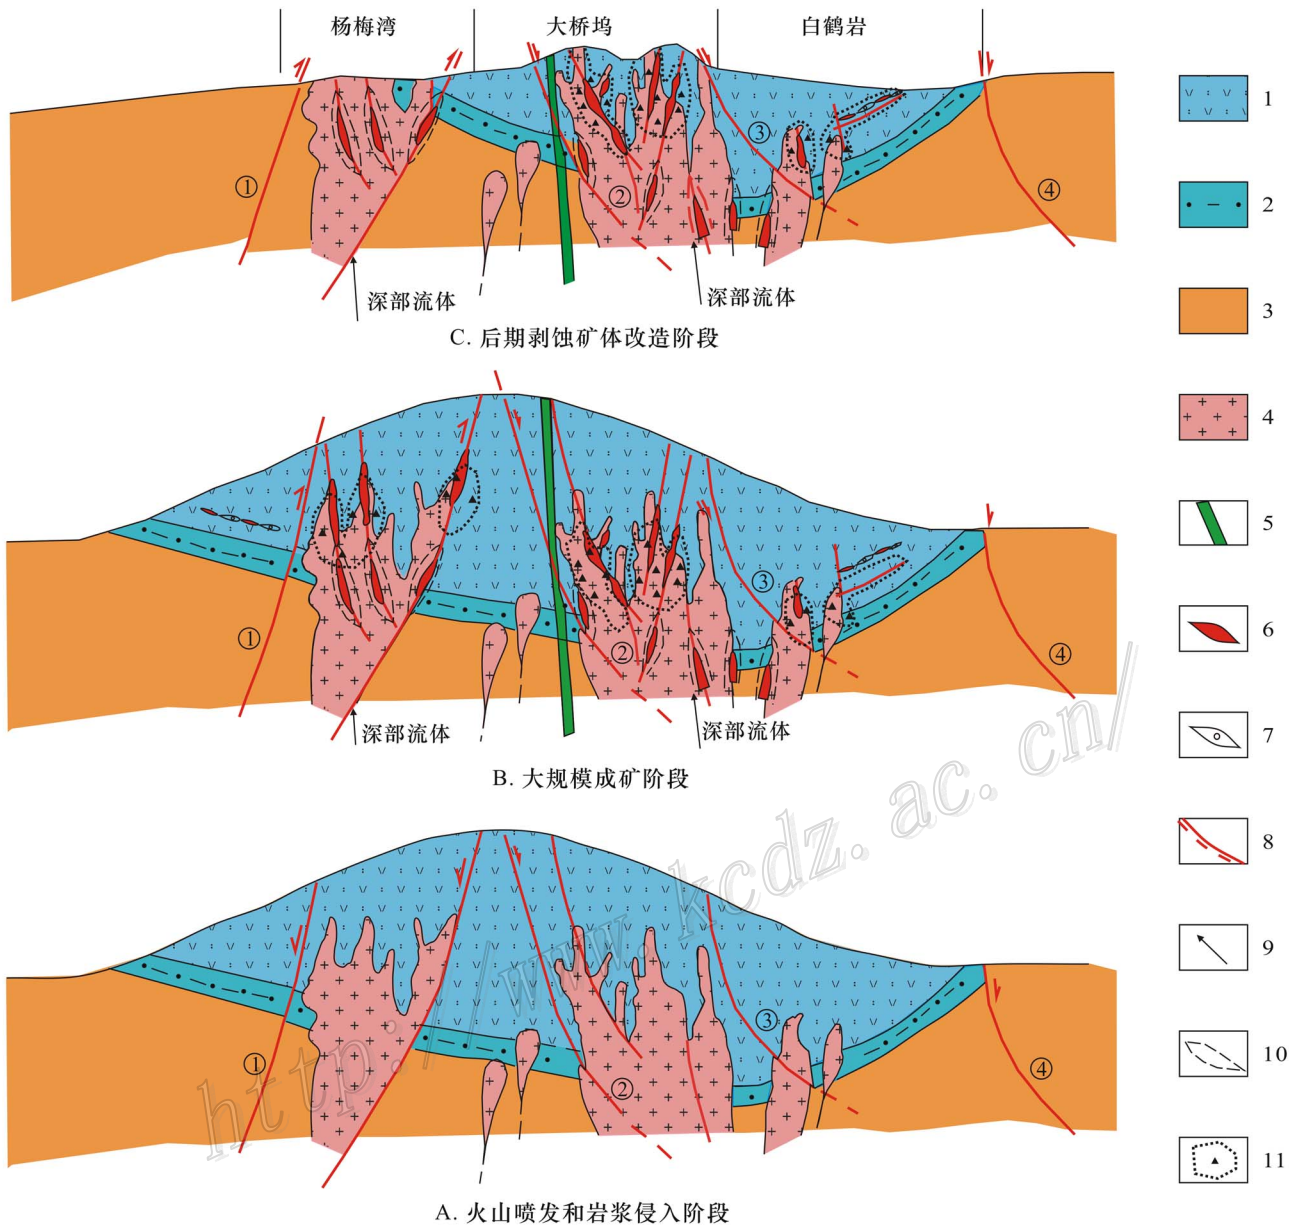 杨梅湾 大桥坞 白鹤岩
① ② ③ ④
深部流体 深部流体
C. 后期剥蚀矿体改造阶段
① ② ③ ④
深部流体 深部流体
B. 大规模成矿阶段
① ② ③ ④
A. 火山喷发和岩浆侵入阶段
1
2
3
4
5
6
7
8
9
10
11
http://www.kcdz.ac.cn/